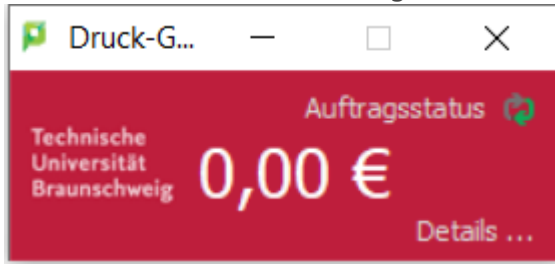 Druck-G...
Auftragsstatus
Technische
Universität
Braunschweig
0,00 €
Details ...